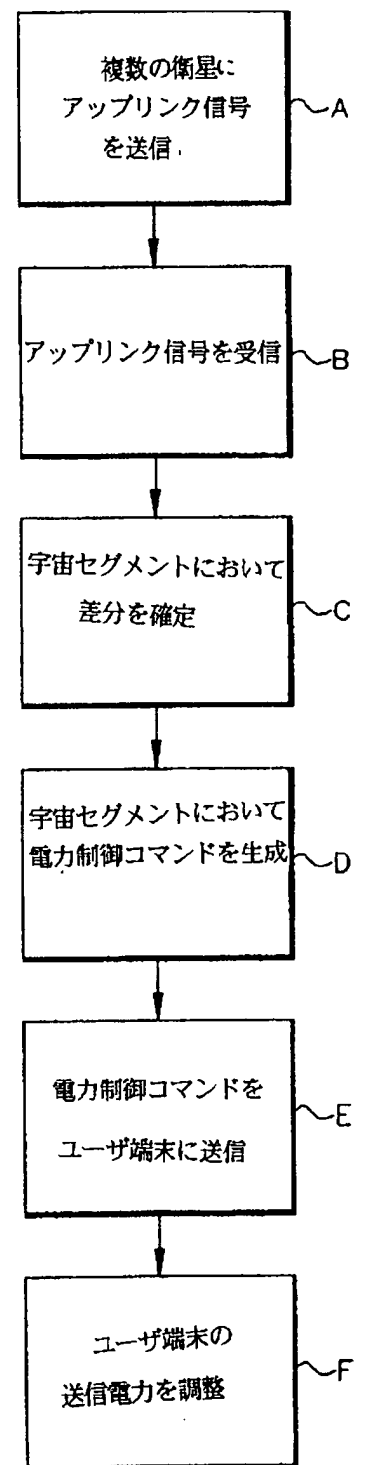 複数の衛星に
アップリンク信号
を送信.
A
アップリンク信号を受信
B
宇宙セグメントにおいて
差分を確定
C
宇宙セグメントにおいて
電力制御コマンドを生成
D
電力制御コマンドを
ユーザ端末に送信
E
ユーザ端末の
送信電力を調整
F